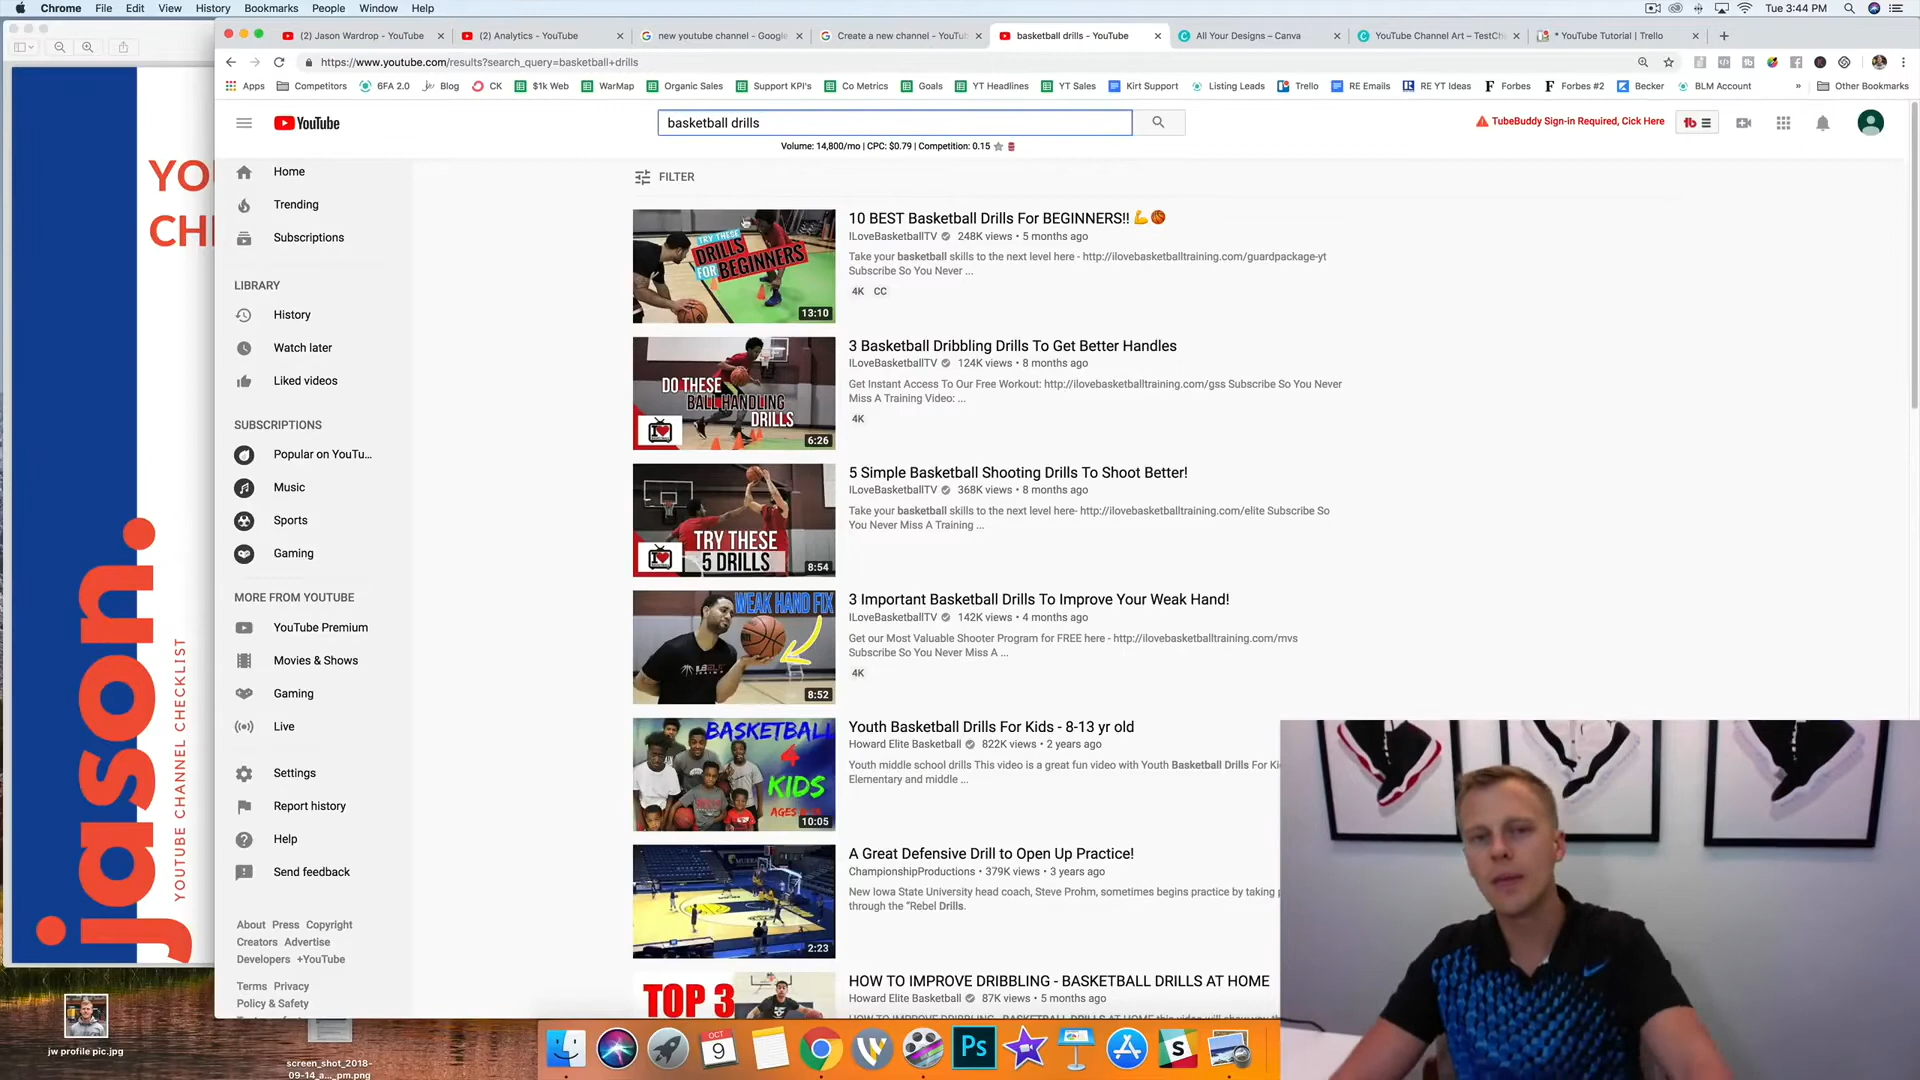 Chrome File Edit View History Bookmarks People Window Help
Tue 3:44 PM
(2) Jason Wardrop - YouTube
(2) Analytics - YouTube
new youtube channel - Google
Create a new channel - YouTub
basketball drills - YouTube
All Your Designs – Canva
YouTube Channel Art – TestCh
* YouTube Tutorial | Trello
https://www.youtube.com/results?search_query=basketball+drills
Apps Competitors 6FA 2.0 Blog CK $1k Web WarMap Organic Sales Support KPI's Co Metrics Goals YT Headlines YT Sales Kirt Support Listing Leads Trello RE Emails RE YT Ideas Forbes Forbes #2 Becker BLM Account » Other Bookmarks
YouTube
basketball drills
TubeBuddy Sign-in Required, Click Here
tb
Volume: 14,800/mo | CPC: $0.79 | Competition: 0.15
YO
CH
jason.
YOUTUBE CHANNEL CHECKLIST
Home
Trending
Subscriptions
LIBRARY
History
Watch later
Liked videos
SUBSCRIPTIONS
Popular on YouTu...
Music
Sports
Gaming
MORE FROM YOUTUBE
YouTube Premium
Movies & Shows
Gaming
Live
Settings
Report history
Help
Send feedback
About Press Copyright
Creators Advertise
Developers +YouTube
Terms Privacy
Policy & Safety
FILTER
TRY THESE
DRILLS
FOR BEGINNERS
13:10
10 BEST Basketball Drills For BEGINNERS!! 💪🏀
ILoveBasketballTV 248K views • 5 months ago
Take your basketball skills to the next level here - http://ilovebasketballtraining.com/guardpackage-yt
Subscribe So You Never ...
4K CC
DO THESE
BALL HANDLING
DRILLS
6:26
3 Basketball Dribbling Drills To Get Better Handles
ILoveBasketballTV 124K views • 8 months ago
Get Instant Access To Our Free Workout: http://ilovebasketballtraining.com/gss Subscribe So You Never
Miss A Training Video: ...
4K
TRY THESE
5 DRILLS
8:54
5 Simple Basketball Shooting Drills To Shoot Better!
ILoveBasketballTV 368K views • 8 months ago
Take your basketball skills to the next level here- http://ilovebasketballtraining.com/elite Subscribe So
You Never Miss A Training ...
WEAK HAND FIX
8:52
3 Important Basketball Drills To Improve Your Weak Hand!
ILoveBasketballTV 142K views • 4 months ago
Get our Most Valuable Shooter Program for FREE here - http://ilovebasketballtraining.com/mvs
Subscribe So You Never Miss A ...
4K
BASKETBALL
4
KIDS
10:05
Youth Basketball Drills For Kids - 8-13 yr old
Howard Elite Basketball 822K views • 2 years ago
Youth middle school drills This video is a great fun video with Youth Basketball Drills For Ki
Elementary and middle ...
2:23
A Great Defensive Drill to Open Up Practice!
ChampionshipProductions • 379K views • 3 years ago
New Iowa State University head coach, Steve Prohm, sometimes begins practice by taking
through the "Rebel Drills.
TOP 3
HOW TO IMPROVE DRIBBLING - BASKETBALL DRILLS AT HOME
Howard Elite Basketball 87K views • 5 months ago
jw profile pic.jpg
screen_shot_2018-
09-14_a..._pm.png
OCT
9
Ps
S